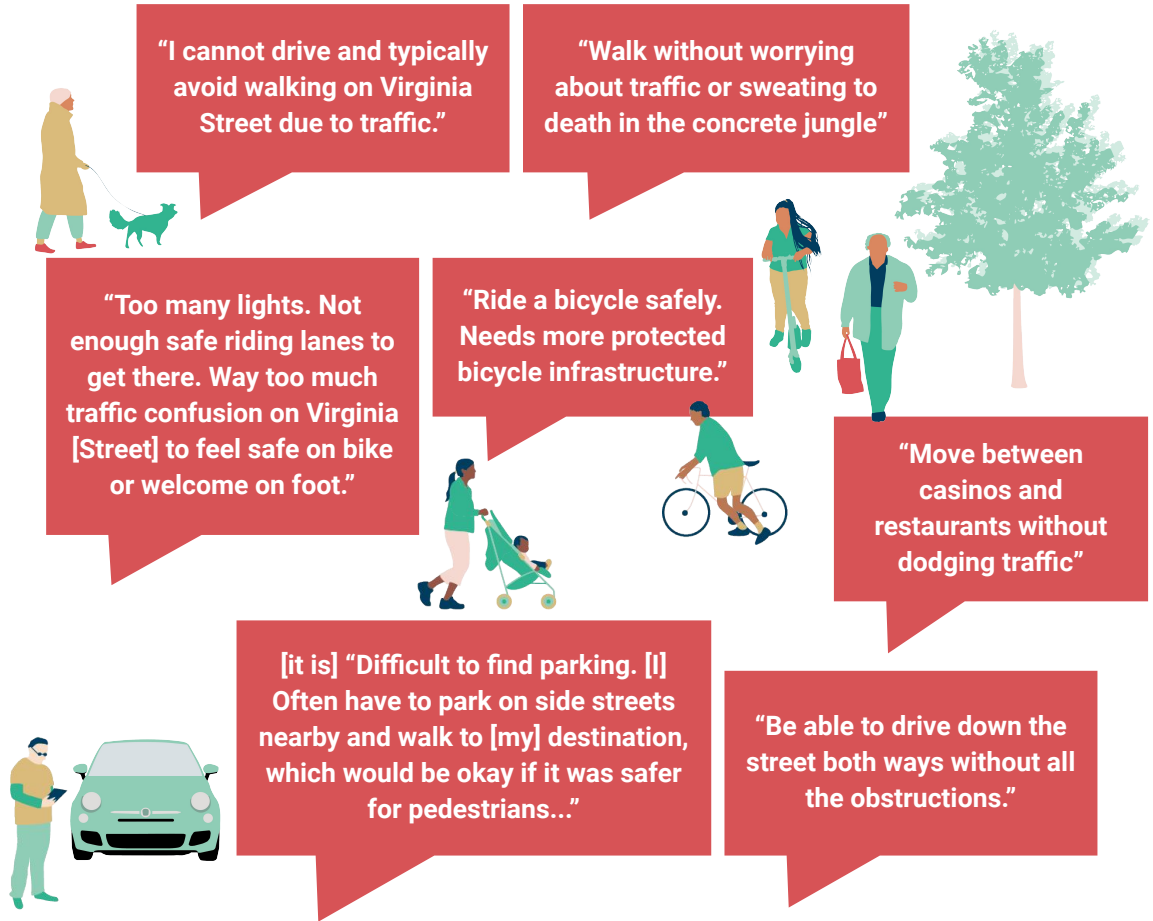 “I cannot drive and typically
avoid walking on Virginia
Street due to traffic.”
“Walk without worrying
about traffic or sweating to
death in the concrete jungle”
“Too many lights. Not
enough safe riding lanes to
get there. Way too much
traffic confusion on Virginia
[Street] to feel safe on bike
or welcome on foot.”
“Ride a bicycle safely.
Needs more protected
bicycle infrastructure.”
“Move between
casinos and
restaurants without
dodging traffic”
[it is] “Difficult to find parking. [I]
Often have to park on side streets
nearby and walk to [my] destination,
which would be okay if it was safer
for pedestrians...”
“Be able to drive down the
street both ways without all
the obstructions.”